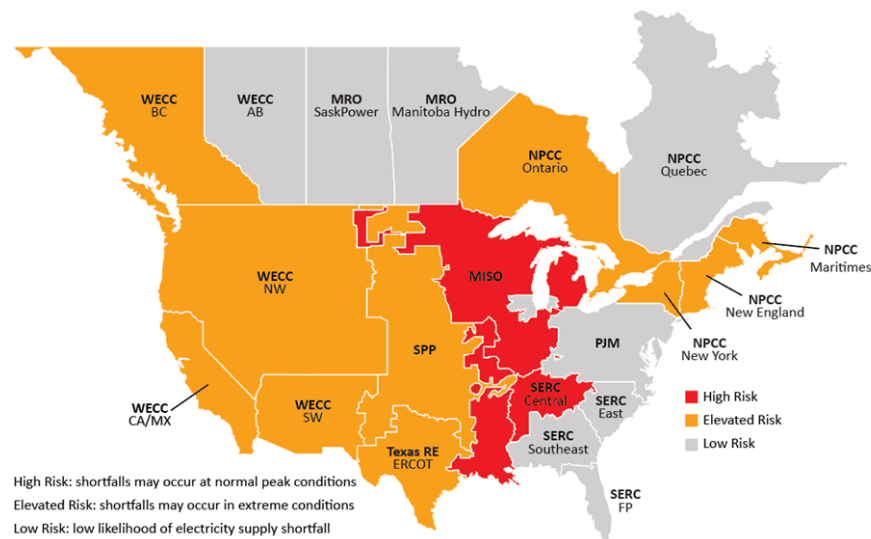 WECC
BC
WECC
AB
MRO
SaskPower
MRO
Manitoba Hydro
NPCC
Ontario
NPCC
Quebec
NPCC
Maritimes
NPCC
New England
NPCC
New York
WECC
NW
MISO
SPP
PJM
WECC
CA/MX
WECC
SW
SERC
Central
SERC
East
SERC
Southeast
Texas RE
ERCOT
SERC
FP
High Risk
Elevated Risk
Low Risk
High Risk: shortfalls may occur at normal peak conditions
Elevated Risk: shortfalls may occur in extreme conditions
Low Risk: low likelihood of electricity supply shortfall